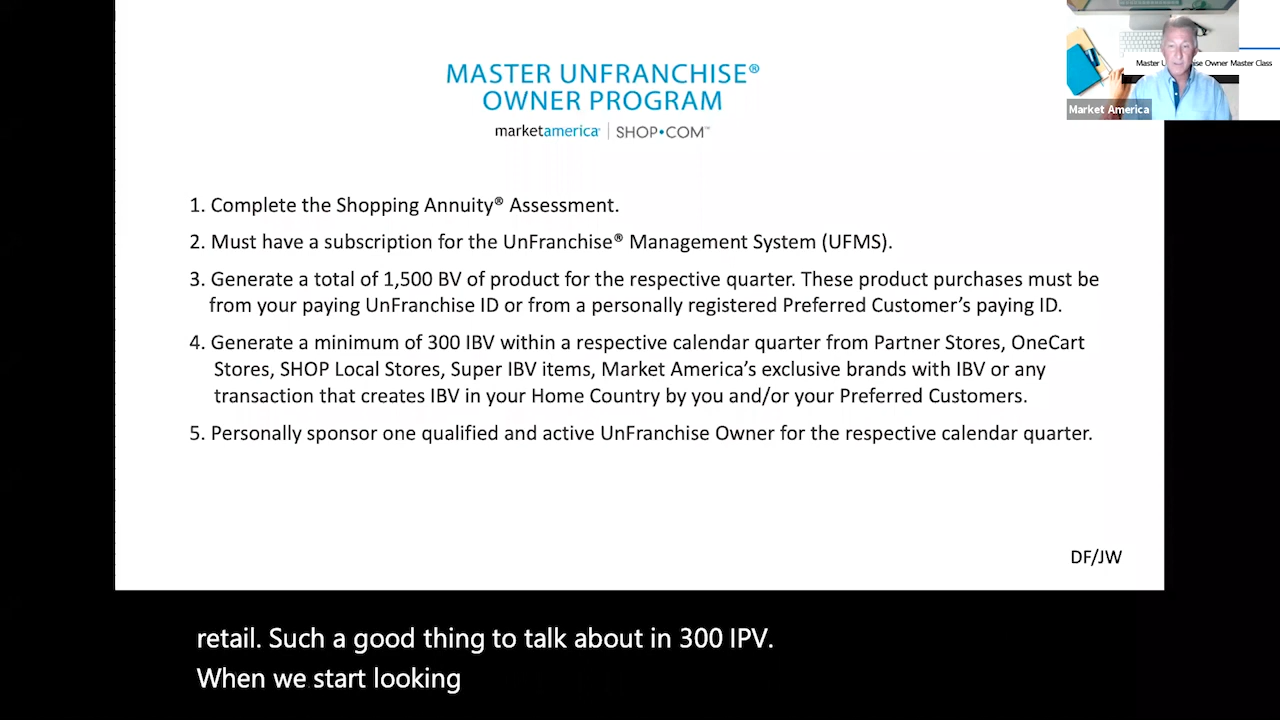 MASTER UNFRANCHISE®
OWNER PROGRAM
marketamerica® | SHOP•COM™
Master U ise Owner Master Class
Market America
1. Complete the Shopping Annuity® Assessment.
2. Must have a subscription for the UnFranchise® Management System (UFMS).
3. Generate a total of 1,500 BV of product for the respective quarter. These product purchases must be
from your paying UnFranchise ID or from a personally registered Preferred Customer’s paying ID.
4. Generate a minimum of 300 IBV within a respective calendar quarter from Partner Stores, OneCart
Stores, SHOP Local Stores, Super IBV items, Market America’s exclusive brands with IBV or any
transaction that creates IBV in your Home Country by you and/or your Preferred Customers.
5. Personally sponsor one qualified and active UnFranchise Owner for the respective calendar quarter.
DF/JW
retail. Such a good thing to talk about in 300 IPV.
When we start looking